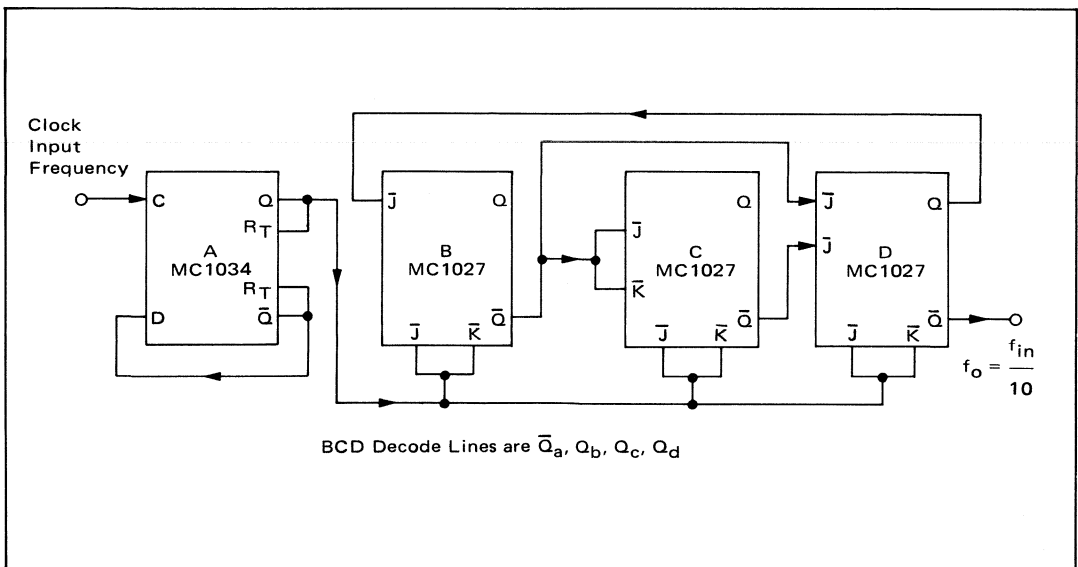 Clock
Input
Frequency
C
Q
R_T
A
MC1034
R_T
D
Q̄
J̄
Q
B
MC1027
Q̄
J̄ K̄
Q
J̄
C
MC1027
K̄
Q̄
J̄ K̄
J̄
Q
J̄
D
MC1027
Q̄
J̄ K̄
f_o = f_in / 10
BCD Decode Lines are Q̄_a, Q_b, Q_c, Q_d